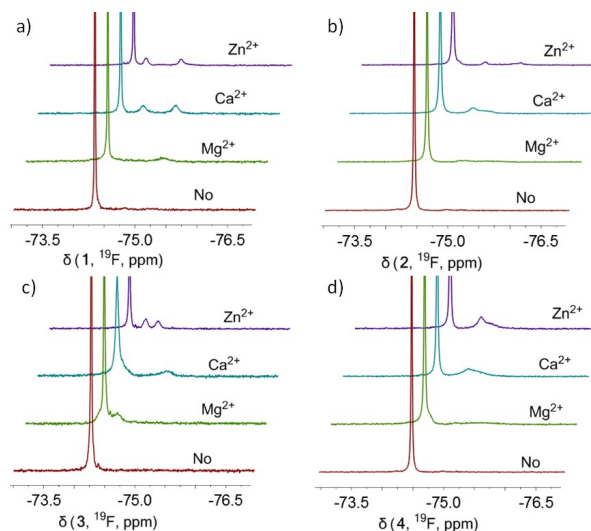 a)
Zn2+
Ca2+
Mg2+
No
-73.5 -75.0 -76.5
δ (1, 19F, ppm)
b)
Zn2+
Ca2+
Mg2+
No
-73.5 -75.0 -76.5
δ (2, 19F, ppm)
c)
Zn2+
Ca2+
Mg2+
No
-73.5 -75.0 -76.5
δ (3, 19F, ppm)
d)
Zn2+
Ca2+
Mg2+
No
-73.5 -75.0 -76.5
δ (4, 19F, ppm)